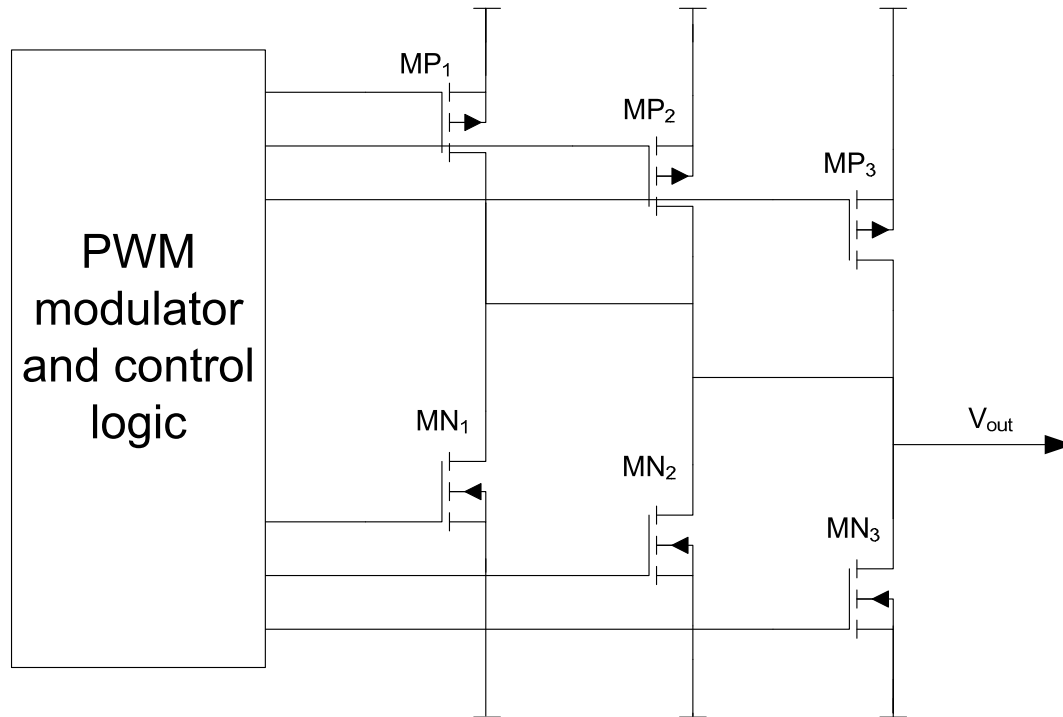 PWM
modulator
and control
logic
MP₁
MP₂
MP₃
MN₁
MN₂
MN₃
Vₒᵤₜ